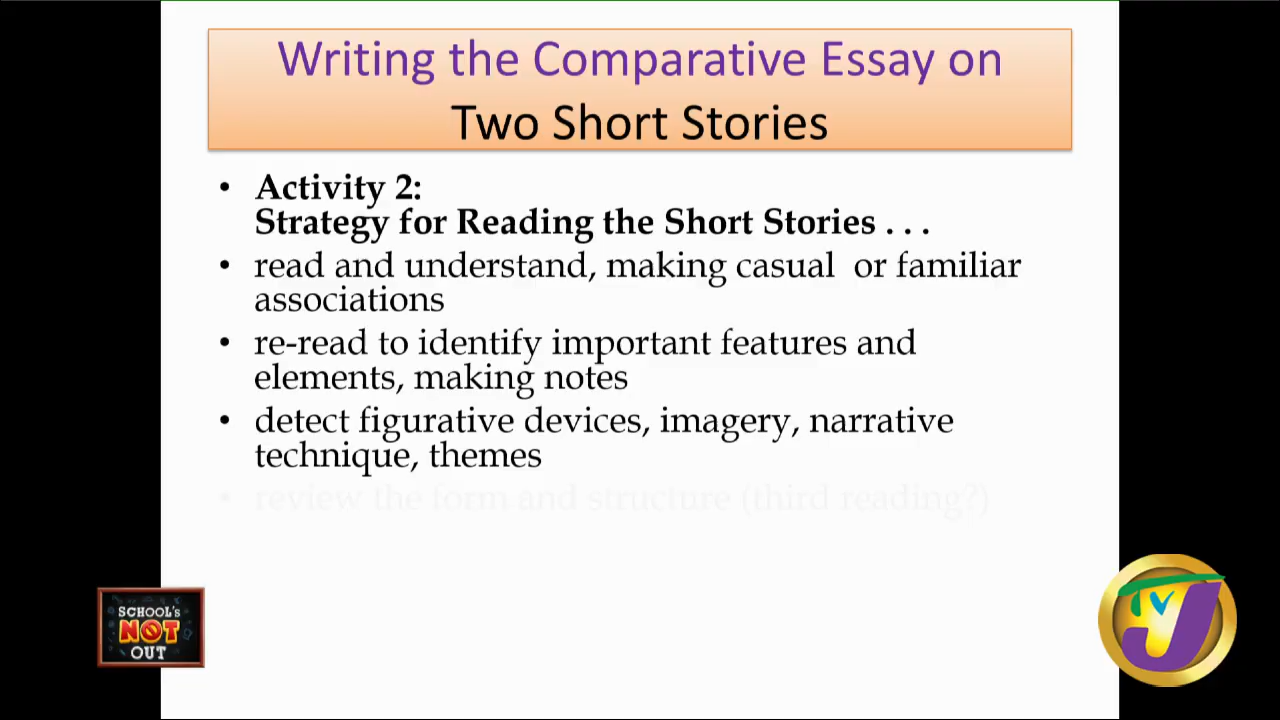 Writing the Comparative Essay on
Two Short Stories
• Activity 2:
Strategy for Reading the Short Stories . . .
• read and understand, making casual  or familiar
associations
• re-read to identify important features and
elements, making notes
• detect figurative devices, imagery, narrative
technique, themes
• review the form and structure (third reading?)
SCHOOL'S
NOT
OUT
TVJ